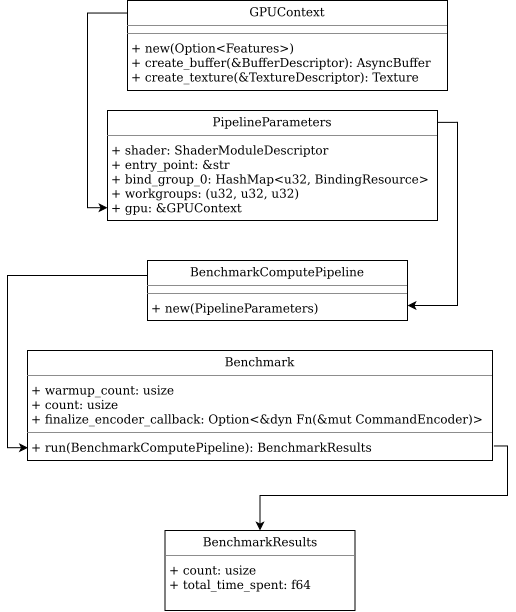 GPUContext
+ new(Option<Features>)
+ create_buffer(&BufferDescriptor): AsyncBuffer
+ create_texture(&TextureDescriptor): Texture
PipelineParameters
+ shader: ShaderModuleDescriptor
+ entry_point: &str
+ bind_group_0: HashMap<u32, BindingResource>
+ workgroups: (u32, u32, u32)
+ gpu: &GPUContext
BenchmarkComputePipeline
+ new(PipelineParameters)
Benchmark
+ warmup_count: usize
+ count: usize
+ finalize_encoder_callback: Option<&dyn Fn(&mut CommandEncoder)>
+ run(BenchmarkComputePipeline): BenchmarkResults
BenchmarkResults
+ count: usize
+ total_time_spent: f64